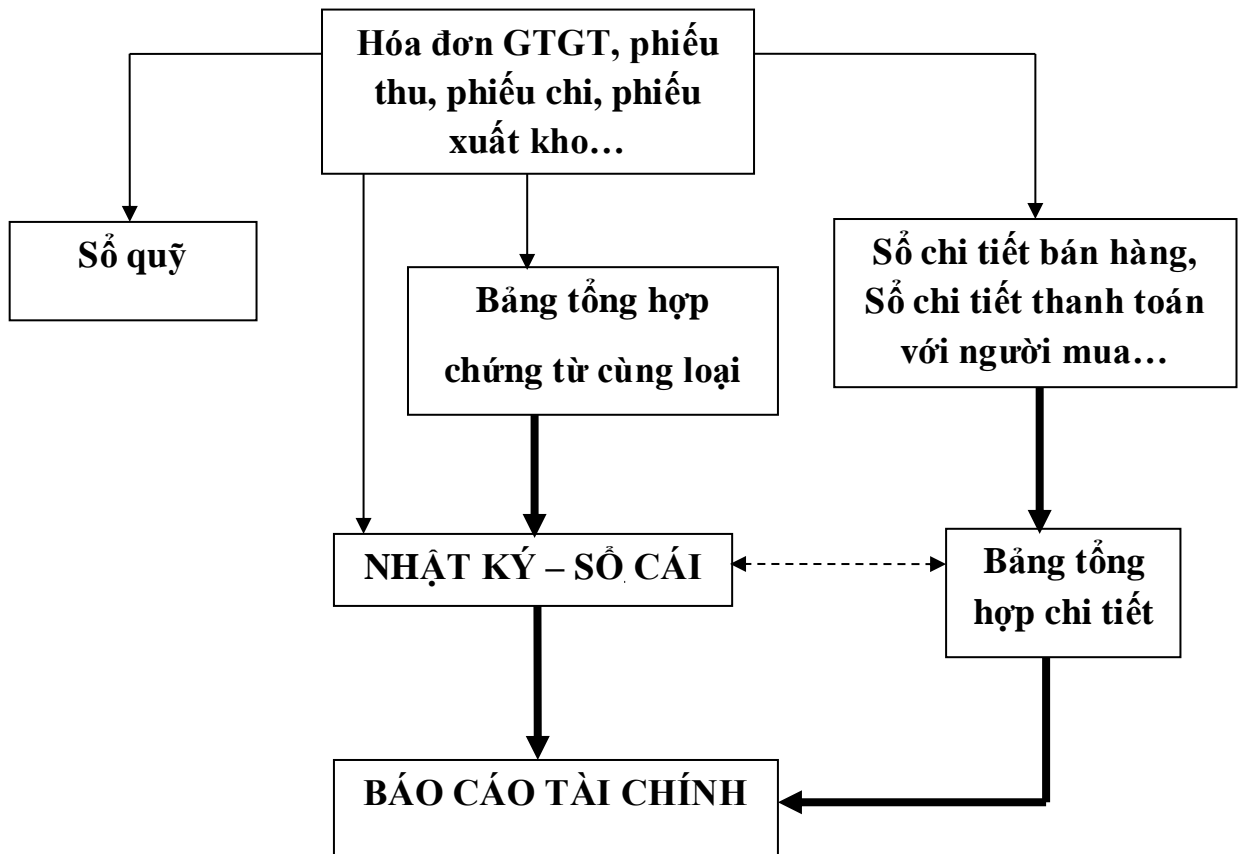 Hóa đơn GTGT, phiếu
thu, phiếu chi, phiếu
xuất kho…
Sổ quỹ
Bảng tổng hợp
chứng từ cùng loại
Sổ chi tiết bán hàng,
Sổ chi tiết thanh toán
với người mua…
NHẬT KÝ – SỔ CÁI
Bảng tổng
hợp chi tiết
BÁO CÁO TÀI CHÍNH